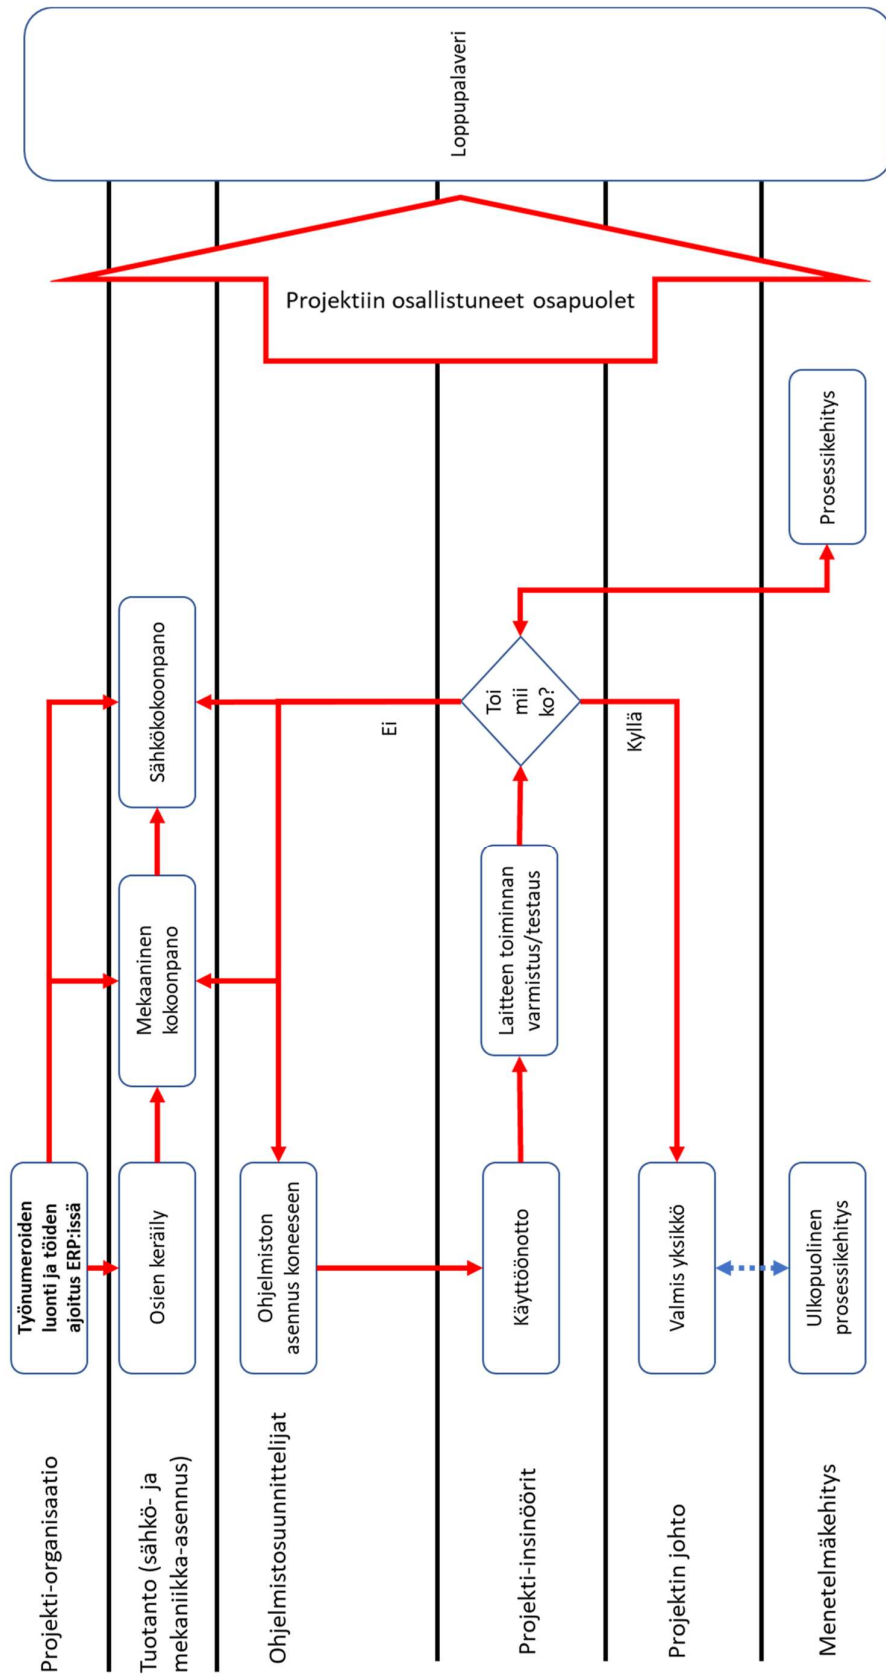 Projekti-organisaatio
Työnumeroiden
luonti ja töiden
ajoitus ERP:issä
Tuotanto (sähkö- ja
mekaniikka-asennus)
Osien keräily
Mekaaninen
kokoonpano
Sähkökokoonpano
Ohjelmistosuunnittelijat
Ohjelmiston
asennus koneeseen
Ei
Projekti-insinöörit
Käyttöönotto
Laitteen toiminnan
varmistus/testaus
Toi
mii
ko?
Kyllä
Projektin johto
Valmis yksikkö
Menetelmäkehitys
Ulkopuolinen
prosessikehitys
Prosessikehitys
Projektiin osallistuneet osapuolet
Loppupalaveri